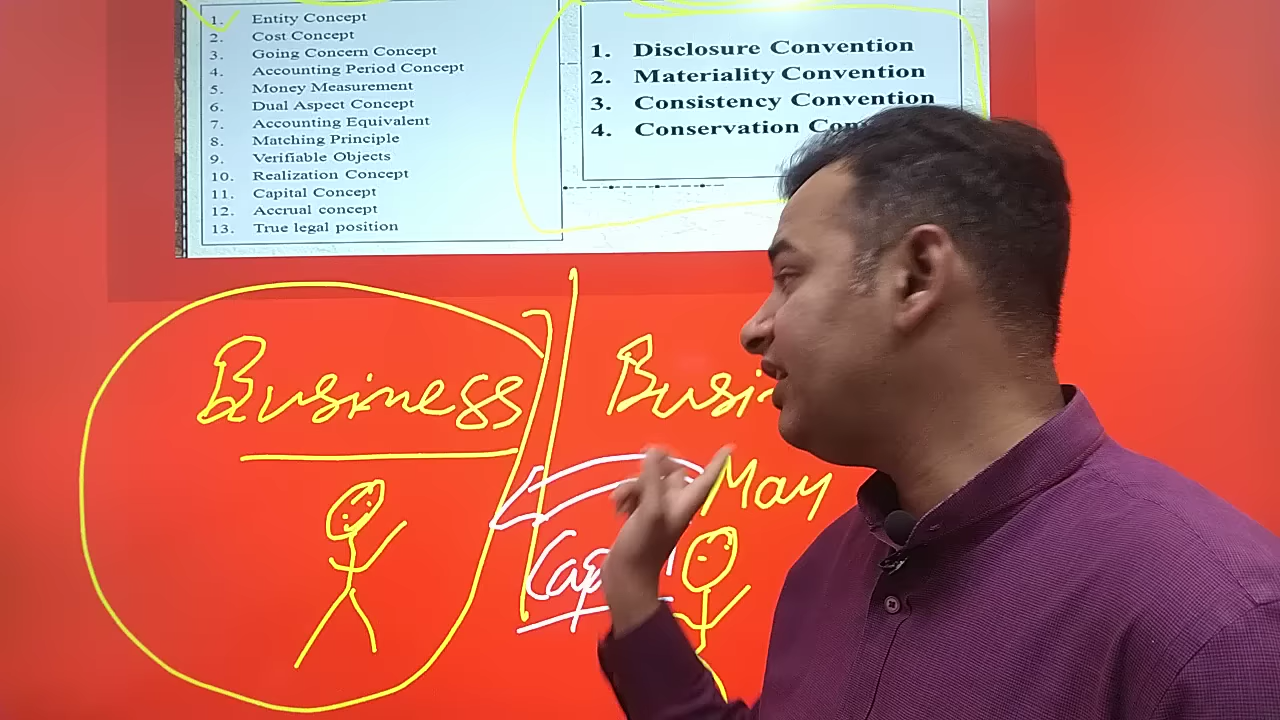 1. Entity Concept
2. Cost Concept
3. Going Concern Concept
4. Accounting Period Concept
5. Money Measurement
6. Dual Aspect Concept
7. Accounting Equivalent
8. Matching Principle
9. Verifiable Objects
10. Realization Concept
11. Capital Concept
12. Accrual concept
13. True legal position
1. Disclosure Convention
2. Materiality Convention
3. Consistency Convention
4. Conservation
Business